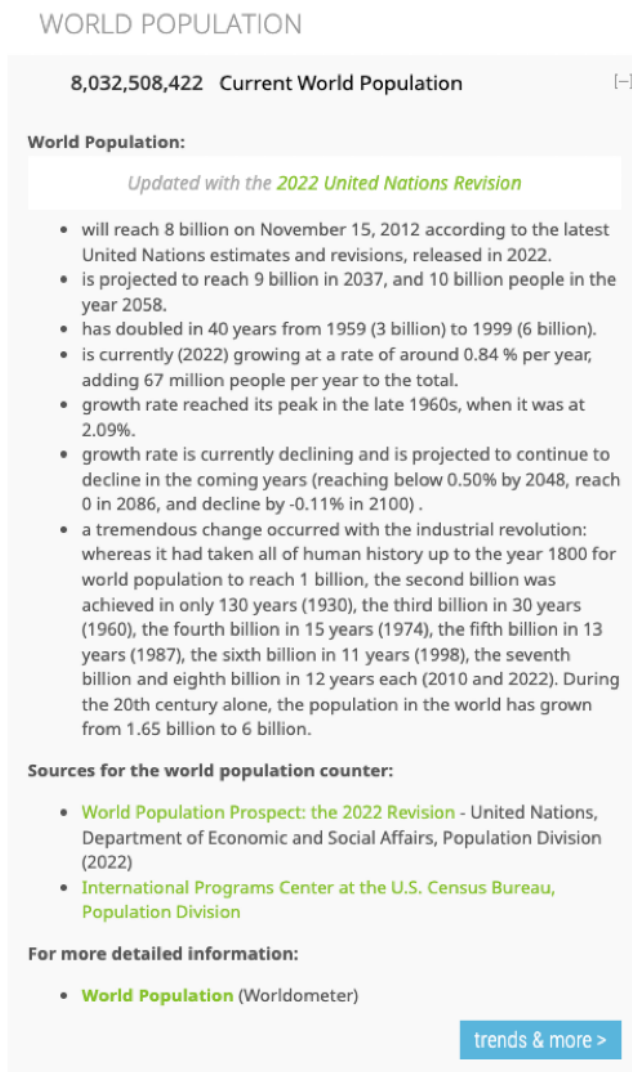 WORLD POPULATION
8,032,508,422 Current World Population [−]
World Population:
Updated with the 2022 United Nations Revision
• will reach 8 billion on November 15, 2012 according to the latest
United Nations estimates and revisions, released in 2022.
• is projected to reach 9 billion in 2037, and 10 billion people in the
year 2058.
• has doubled in 40 years from 1959 (3 billion) to 1999 (6 billion).
• is currently (2022) growing at a rate of around 0.84 % per year,
adding 67 million people per year to the total.
• growth rate reached its peak in the late 1960s, when it was at
2.09%.
• growth rate is currently declining and is projected to continue to
decline in the coming years (reaching below 0.50% by 2048, reach
0 in 2086, and decline by -0.11% in 2100) .
• a tremendous change occurred with the industrial revolution:
whereas it had taken all of human history up to the year 1800 for
world population to reach 1 billion, the second billion was
achieved in only 130 years (1930), the third billion in 30 years
(1960), the fourth billion in 15 years (1974), the fifth billion in 13
years (1987), the sixth billion in 11 years (1998), the seventh
billion and eighth billion in 12 years each (2010 and 2022). During
the 20th century alone, the population in the world has grown
from 1.65 billion to 6 billion.
Sources for the world population counter:
• World Population Prospect: the 2022 Revision - United Nations,
Department of Economic and Social Affairs, Population Division
(2022)
• International Programs Center at the U.S. Census Bureau,
Population Division
For more detailed information:
• World Population (Worldometer)
trends & more >